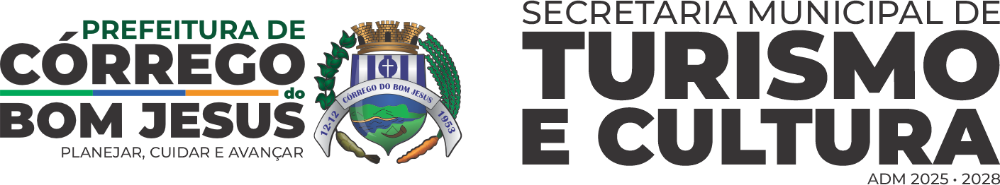 PREFEITURA DE
CÓRREGO
do
BOM JESUS
PLANEJAR, CUIDAR E AVANÇAR
CÓRREGO DO BOM JESUS
12-12
1953
SECRETARIA MUNICIPAL DE
TURISMO
E CULTURA
ADM 2025 • 2028